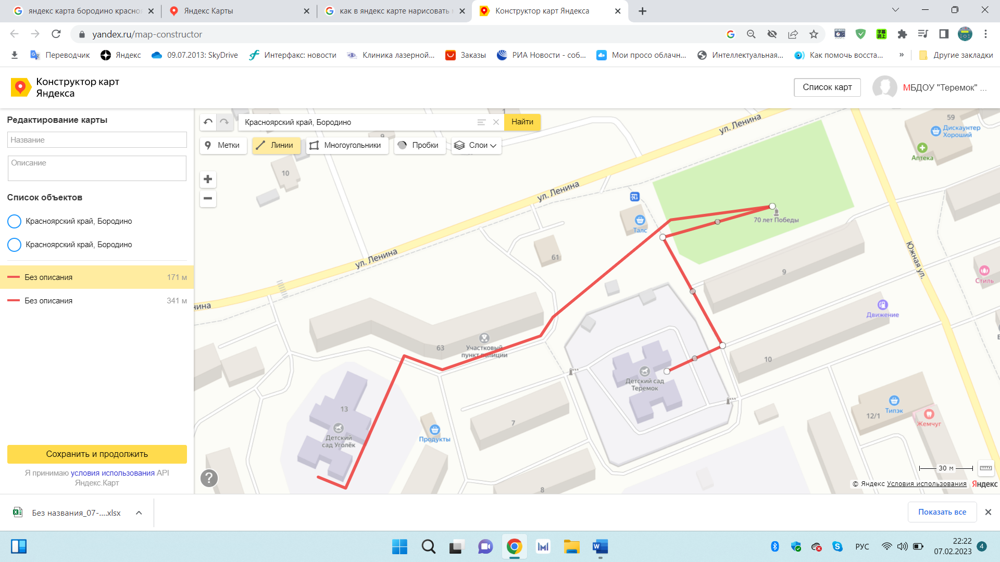 яндекс карта бородино красно
Яндекс Карты
как в яндекс карте нарисовать
Конструктор карт Яндекса
yandex.ru/map-constructor
Переводчик
Яндекс
09.07.2013: SkyDrive
Интерфакс: новости
Клиника лазерной...
Заказы
РИА Новости - соб...
Мои просо облачн...
Интеллектуальная...
Как помочь восста...
»
Другие закладки
Конструктор карт
Яндекса
Список карт
МБДОУ "Теремок" ...
Редактирование карты
Название
Описание
Список объектов
Красноярский край, Бородино
Красноярский край, Бородино
Без описания 171 м
Без описания 341 м
Сохранить и продолжить
Я принимаю условия использования API
Яндекс.Карт
Красноярский край, Бородино
Найти
Метки
Линии
Многоугольники
Пробки
Слои
1
9
10
ул. Ленина
59
Дискаунтер
Хороший
Аптека
ул. Ленина
Талс
70 лет Победы
ул. Ленина
61
9
Южная ул.
Стиль
нина
Движение
63
Участковый
пункт полиции
10
Детский сад
Теремок
13
Детский
сад Уголёк
Продукты
7
Типэк
12/1
Жемчуг
8
30 м
© Яндекс Условия использования Яндекс
?
Без названия_07-....xlsx
Показать все
РУС
22:22
07.02.2023
4